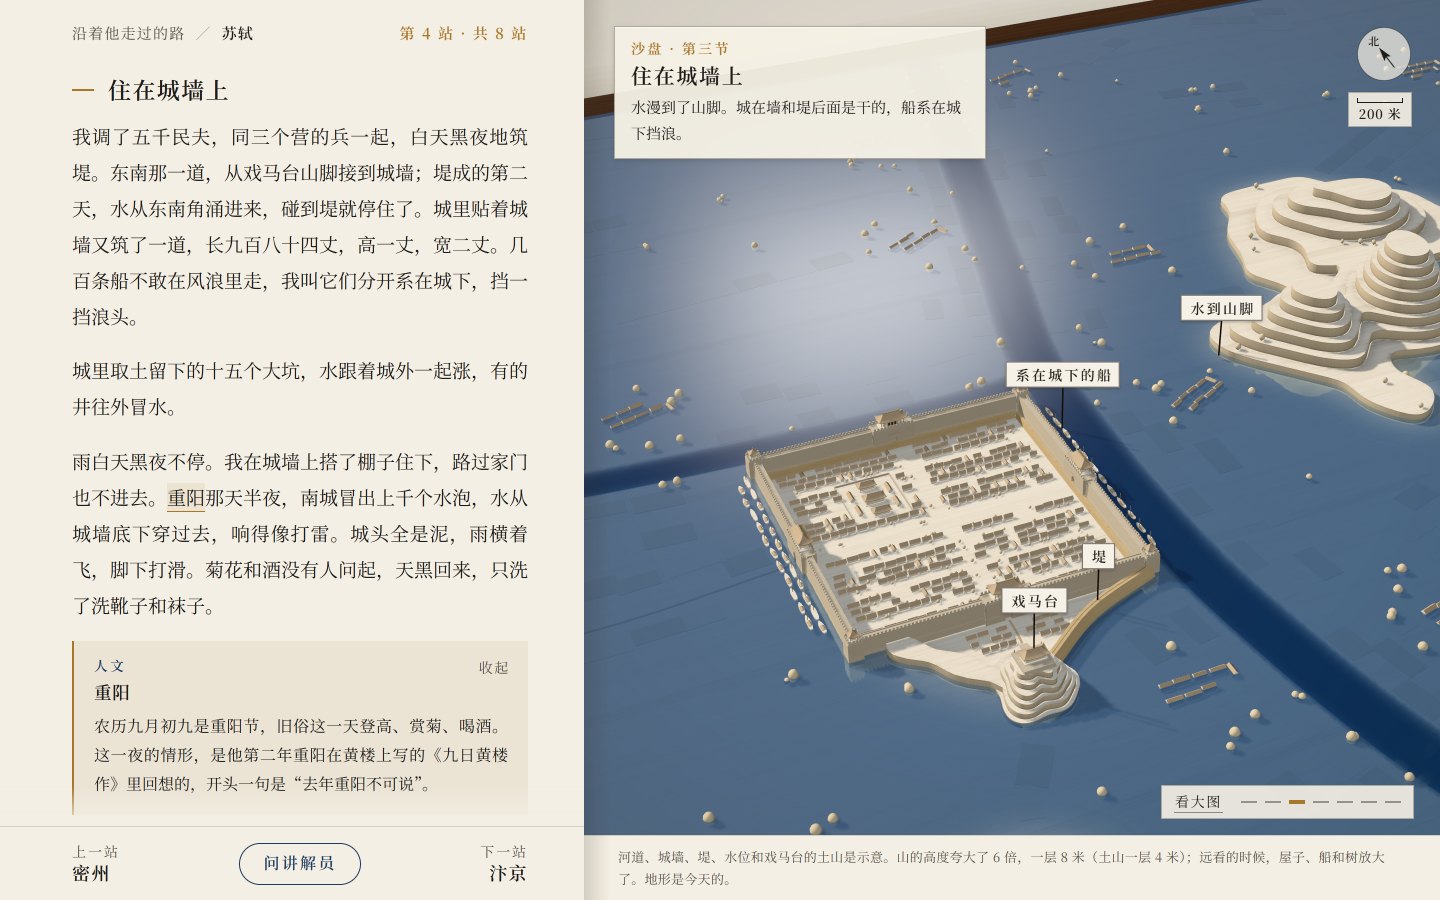 沿着他走过的路 ／ 苏轼
第 4 站 · 共 8 站
住在城墙上
我调了五千民夫，同三个营的兵一起，白天黑夜地筑
堤。东南那一道，从戏马台山脚接到城墙；堤成的第二
天，水从东南角涌进来，碰到堤就停住了。城里贴着城
墙又筑了一道，长九百八十四丈，高一丈，宽二丈。几
百条船不敢在风浪里走，我叫它们分开系在城下，挡一
挡浪头。
城里取土留下的十五个大坑，水跟着城外一起涨，有的
井往外冒水。
雨白天黑夜不停。我在城墙上搭了棚子住下，路过家门
也不进去。重阳那天半夜，南城冒出上千个水泡，水从
城墙底下穿过去，响得像打雷。城头全是泥，雨横着
飞，脚下打滑。菊花和酒没有人问起，天黑回来，只洗
了洗靴子和袜子。
人文
收起
重阳
农历九月初九是重阳节，旧俗这一天登高、赏菊、喝酒。
这一夜的情形，是他第二年重阳在黄楼上写的《九日黄楼
作》里回想的，开头一句是“去年重阳不可说”。
上一站
密州
问讲解员
下一站
汴京
沙盘 · 第三节
住在城墙上
水漫到了山脚。城在墙和堤后面是干的，船系在城
下挡浪。
北
200 米
水到山脚
系在城下的船
堤
戏马台
看大图
河道、城墙、堤、水位和戏马台的土山是示意。山的高度夸大了 6 倍，一层 8 米（土山一层 4 米）；远看的时候，屋子、船和树放大
了。地形是今天的。